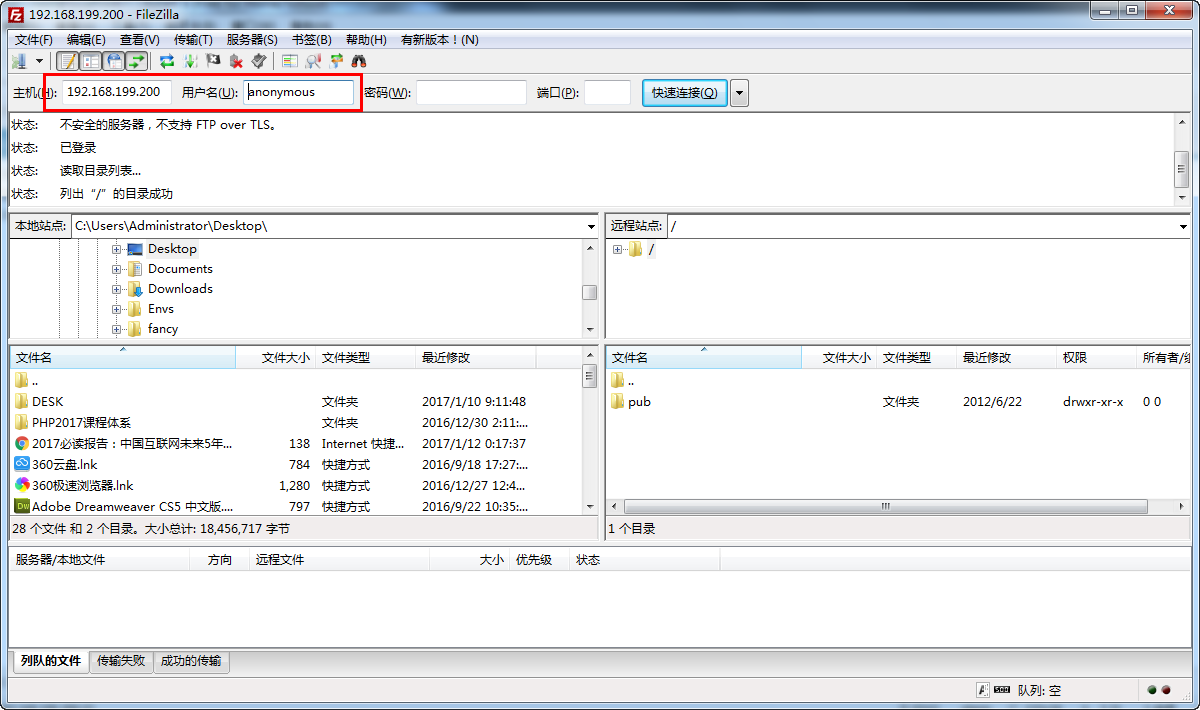 192.168.199.200 - FileZilla
文件(F) 编辑(E) 查看(V) 传输(T) 服务器(S) 书签(B) 帮助(H) 有新版本！(N)
主机(H): 192.168.199.200 用户名(U): anonymous 密码(W): 端口(P): 快速连接(Q)
状态: 不安全的服务器，不支持 FTP over TLS。
状态: 已登录
状态: 读取目录列表...
状态: 列出“/”的目录成功
本地站点: C:\Users\Administrator\Desktop\
Desktop
Documents
Downloads
Envs
fancy
远程站点: /
/
文件名 文件大小 文件类型 最近修改
..
DESK 文件夹 2017/1/10 9:11:48
PHP2017课程体系 文件夹 2016/12/30 2:11:...
2017必读报告：中国互联网未来5年... 138 Internet 快捷... 2017/1/12 0:17:37
360云盘.lnk 784 快捷方式 2016/9/18 17:27:...
360极速浏览器.lnk 1,280 快捷方式 2016/12/27 12:4...
Adobe Dreamweaver CS5 中文版.... 797 快捷方式 2016/9/22 10:35:...
28 个文件 和 2 个目录。大小总计: 18,456,717 字节
文件名 文件大小 文件类型 最近修改 权限 所有者/
..
pub 文件夹 2012/6/22 drwxr-xr-x 0 0
1 个目录
服务器/本地文件 方向 远程文件 大小 优先级 状态
列队的文件 传输失败 成功的传输
队列: 空